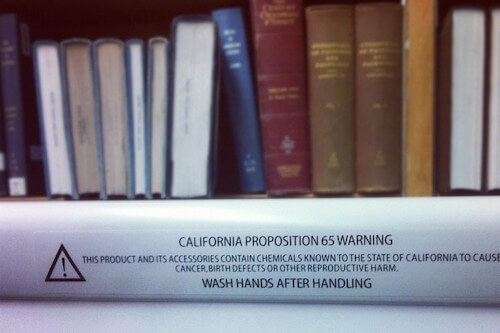 CALIFORNIA PROPOSITION 65 WARNING
THIS PRODUCT AND ITS ACCESSORIES CONTAIN CHEMICALS KNOWN TO THE STATE OF CALIFORNIA TO CAUSE
CANCER,BIRTH DEFECTS OR OTHER REPRODUCTIVE HARM.
WASH HANDS AFTER HANDLING